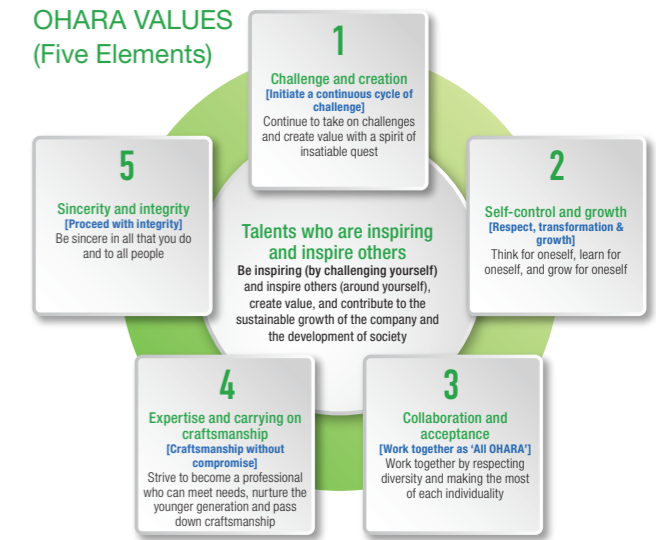 OHARA VALUES
(Five Elements)
1
Challenge and creation
[Initiate a continuous cycle of
challenge]
Continue to take on challenges
and create value with a spirit of
insatiable quest
2
Self-control and growth
[Respect, transformation &
growth]
Think for oneself, learn for
oneself, and grow for oneself
3
Collaboration and
acceptance
[Work together as ‘All OHARA’]
Work together by respecting
diversity and making the most
of each individuality
4
Expertise and carrying on
craftsmanship
[Craftsmanship without
compromise]
Strive to become a professional
who can meet needs, nurture the
younger generation and pass
down craftsmanship
5
Sincerity and integrity
[Proceed with integrity]
Be sincere in all that you do
and to all people
Talents who are inspiring
and inspire others
Be inspiring (by challenging yourself)
and inspire others (around yourself),
create value, and contribute to the
sustainable growth of the company and
the development of society